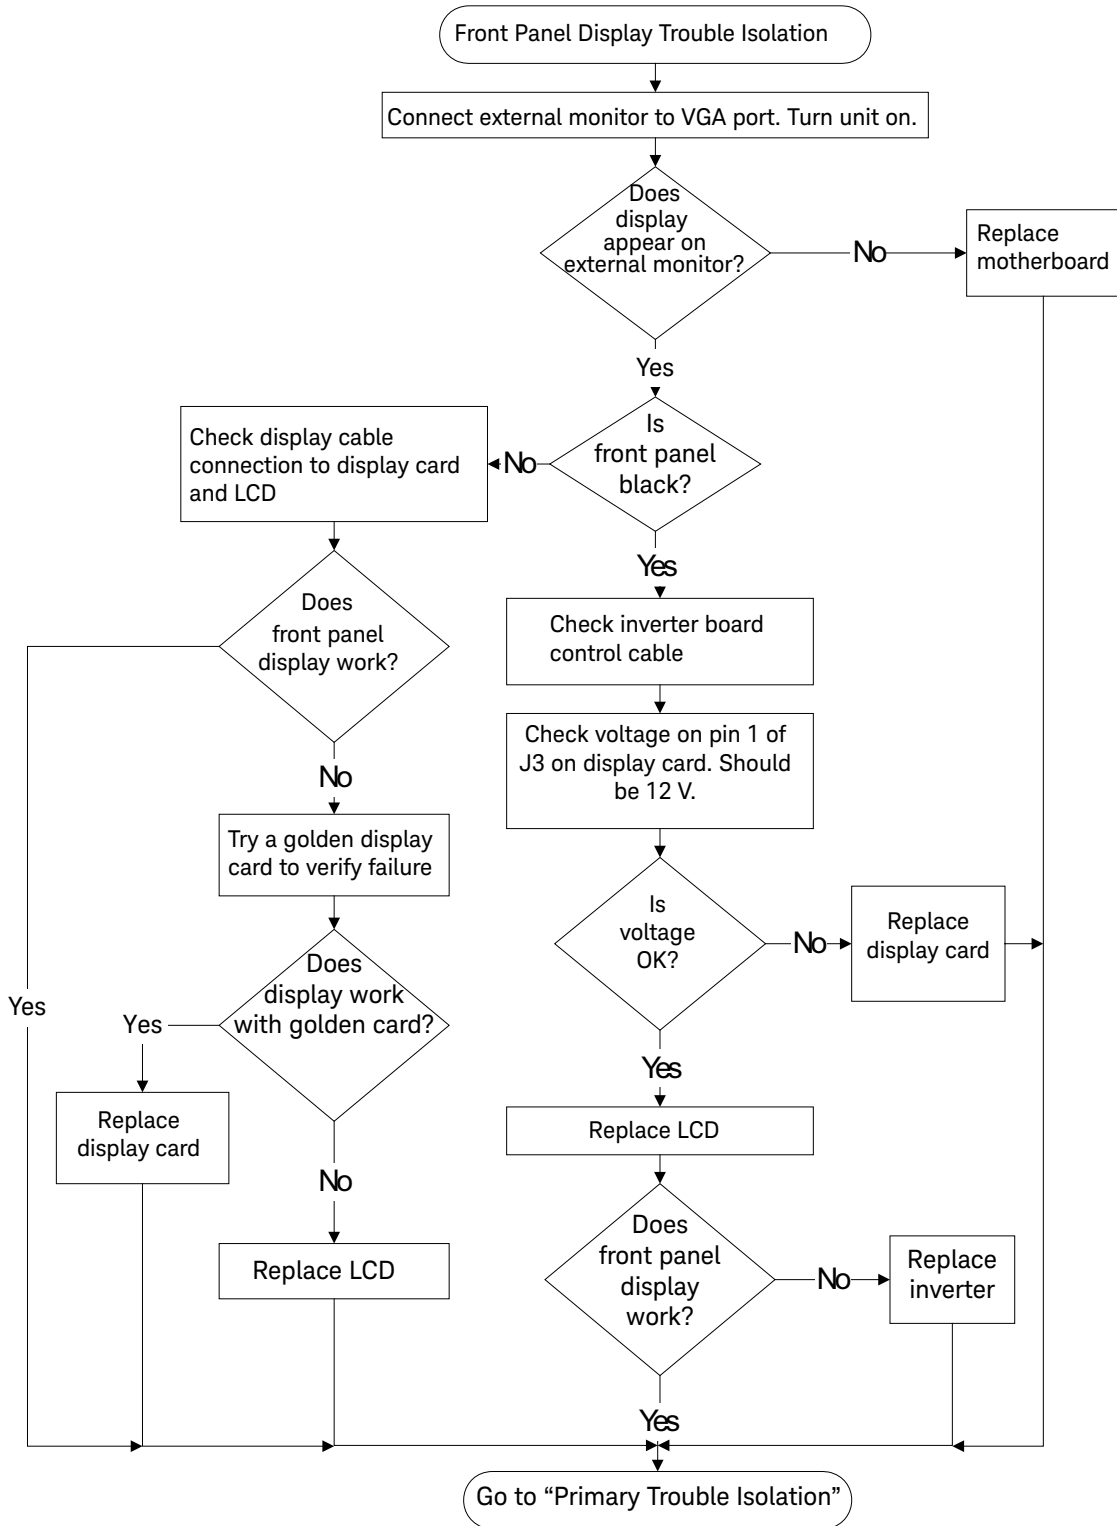 Front Panel Display Trouble Isolation
Connect external monitor to VGA port. Turn unit on.
Does
display
appear on
external monitor?
No
Replace
motherboard
Yes
Is
front panel
black?
No
Check display cable
connection to display card
and LCD
Yes
Does
front panel
display work?
Check inverter board
control cable
Check voltage on pin 1 of
J3 on display card. Should
be 12 V.
No
Try a golden display
card to verify failure
Is
voltage
OK?
No
Replace
display card
Does
display work
with golden card?
Yes
Yes
Yes
Replace
display card
Replace LCD
No
Does
front panel
display
work?
No
Replace
inverter
Replace LCD
Yes
Go to “Primary Trouble Isolation”